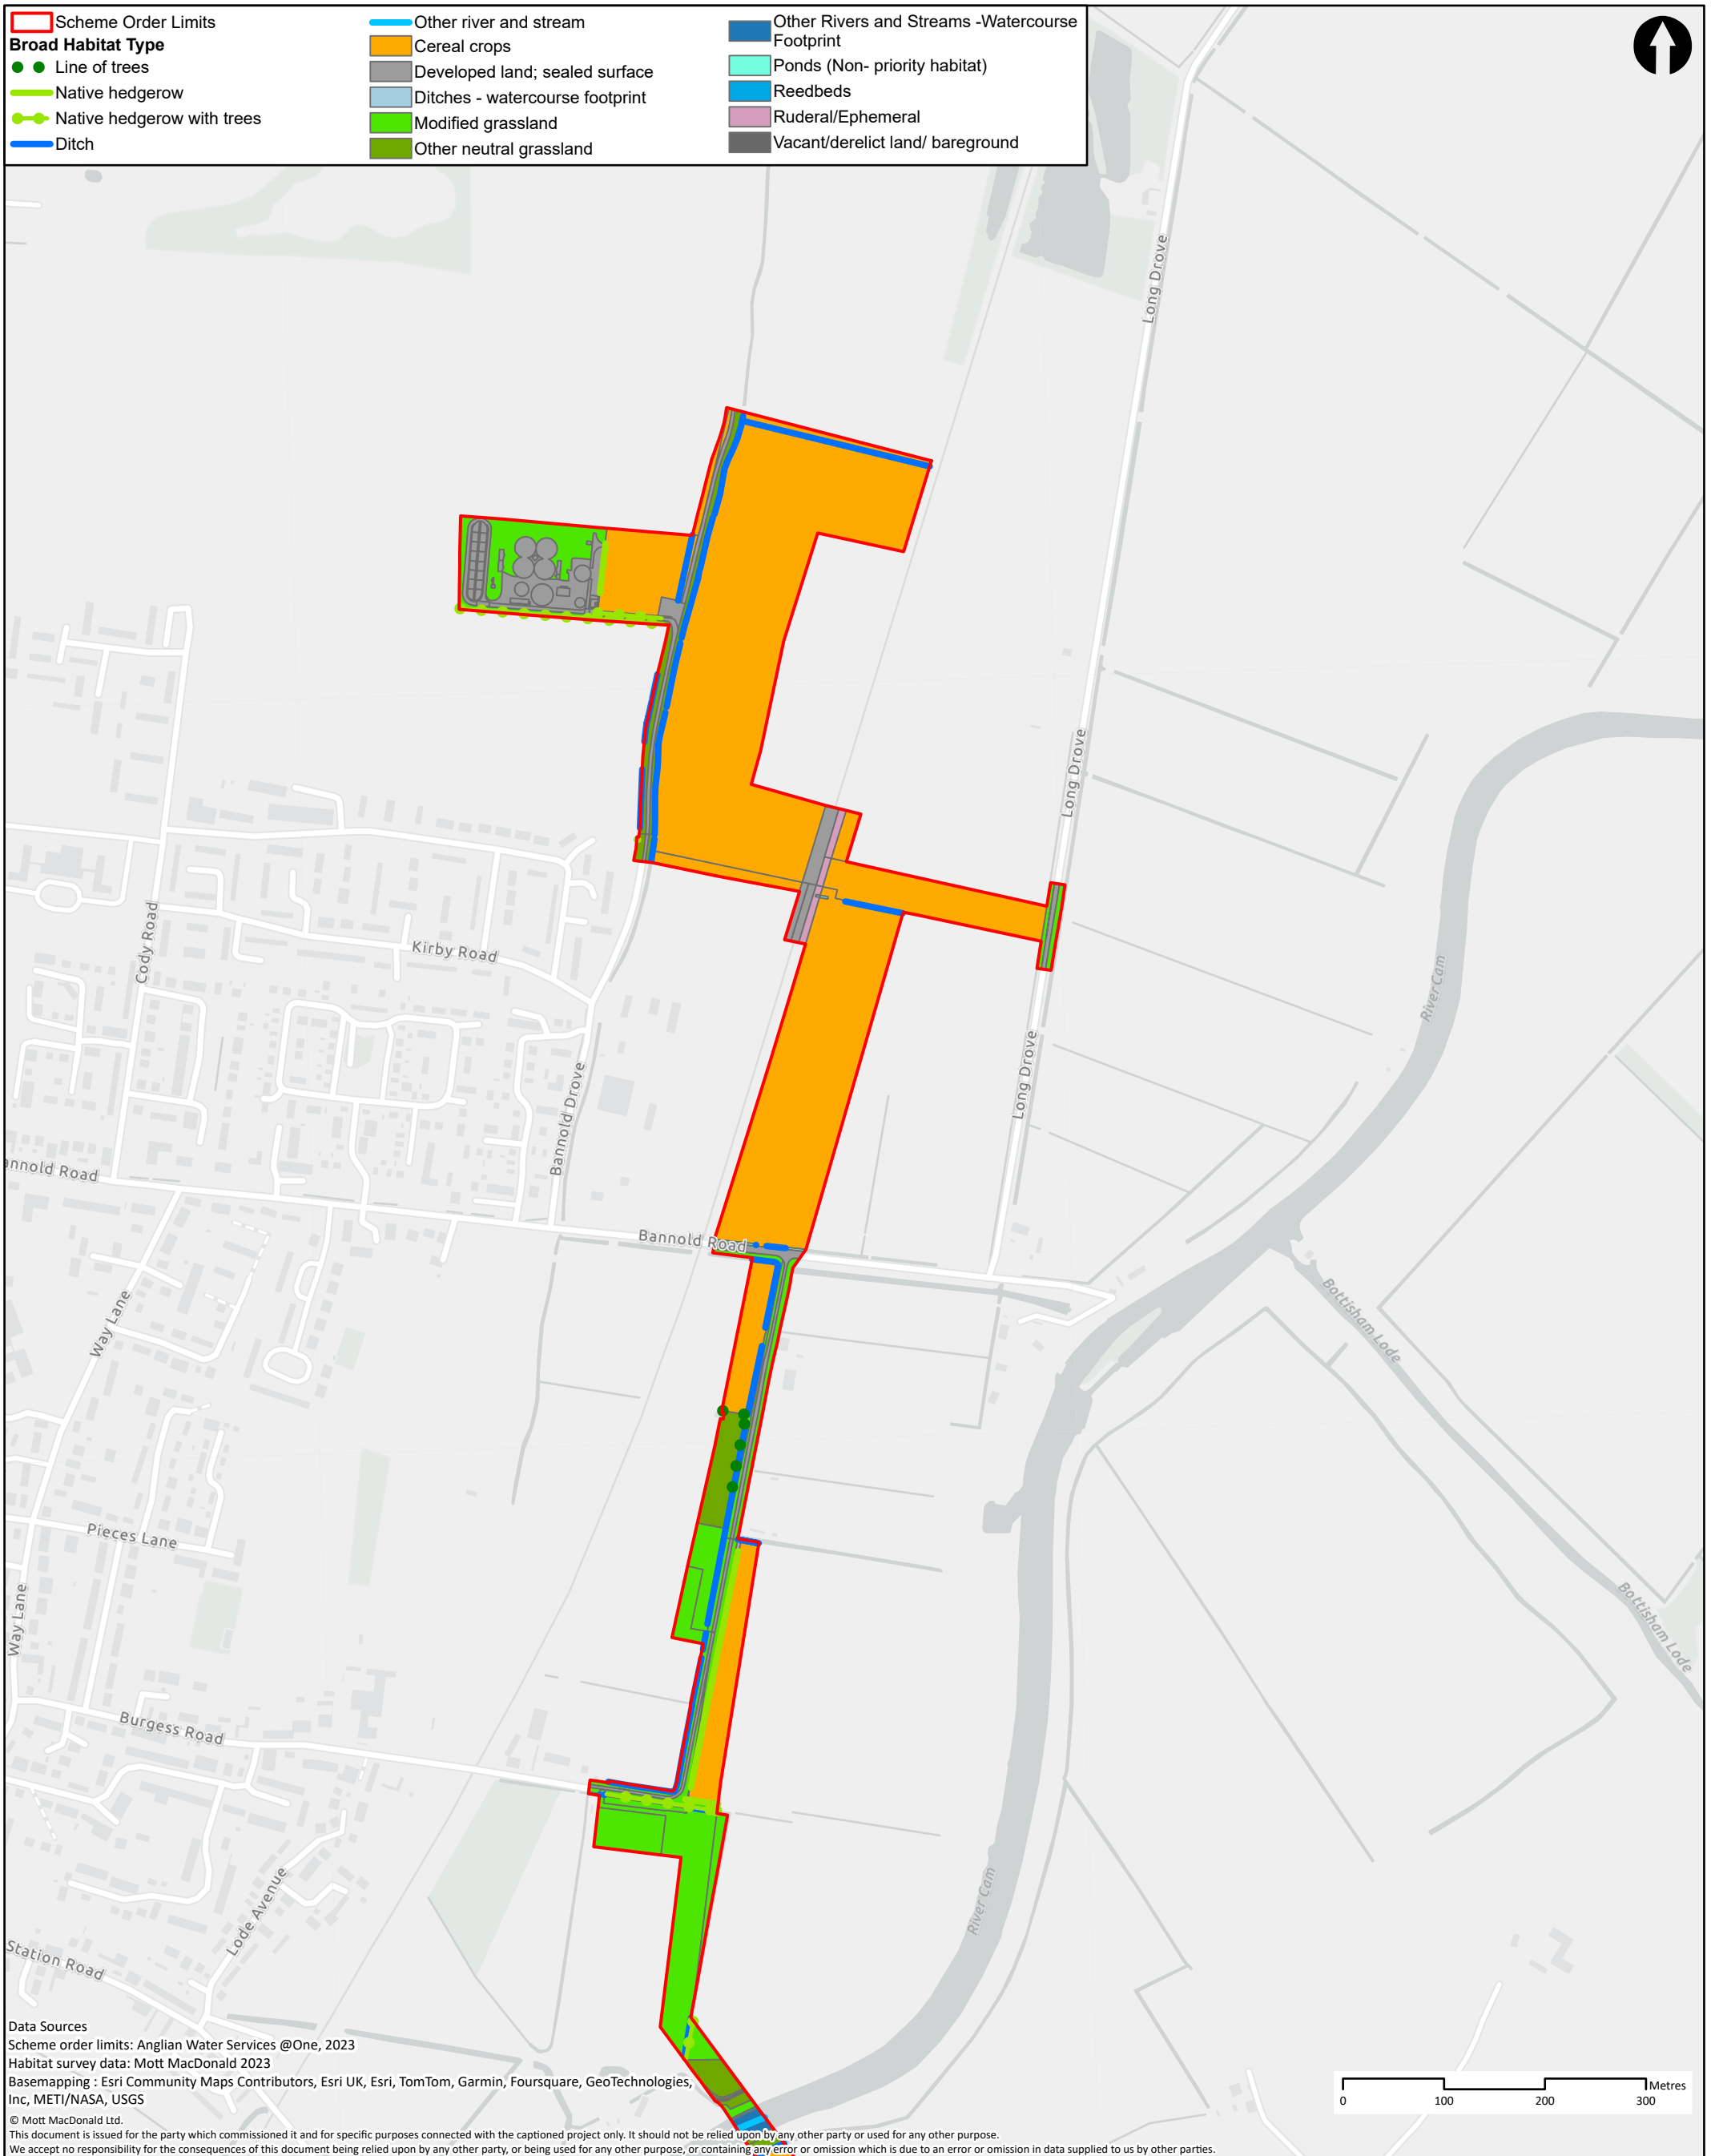 Scheme Order Limits
Broad Habitat Type
Line of trees
Native hedgerow
Native hedgerow with trees
Ditch
Other river and stream
Cereal crops
Developed land; sealed surface
Ditches - watercourse footprint
Modified grassland
Other neutral grassland
Other Rivers and Streams -Watercourse
Footprint
Ponds (Non- priority habitat)
Reedbeds
Ruderal/Ephemeral
Vacant/derelict land/ bareground
Long Drove
Long Drove
Cody Road
Kirby Road
River Cam
Long Drove
Bannold Drove
annold Road
Bannold Road
Way Lane
Bottisham Lode
Pieces Lane
Way Lane
Bottisham Lode
Burgess Road
Lode Avenue
River Cam
Station Road
Data Sources
Scheme order limits: Anglian Water Services @One, 2023
Habitat survey data: Mott MacDonald 2023
Basemapping : Esri Community Maps Contributors, Esri UK, Esri, TomTom, Garmin, Foursquare, GeoTechnologies,
Inc, METI/NASA, USGS
© Mott MacDonald Ltd.
This document is issued for the party which commissioned it and for specific purposes connected with the captioned project only. It should not be relied upon by any other party or used for any other purpose.
We accept no responsibility for the consequences of this document being relied upon by any other party, or being used for any other purpose, or containing any error or omission which is due to an error or omission in data supplied to us by other parties.
Metres
0 100 200 300